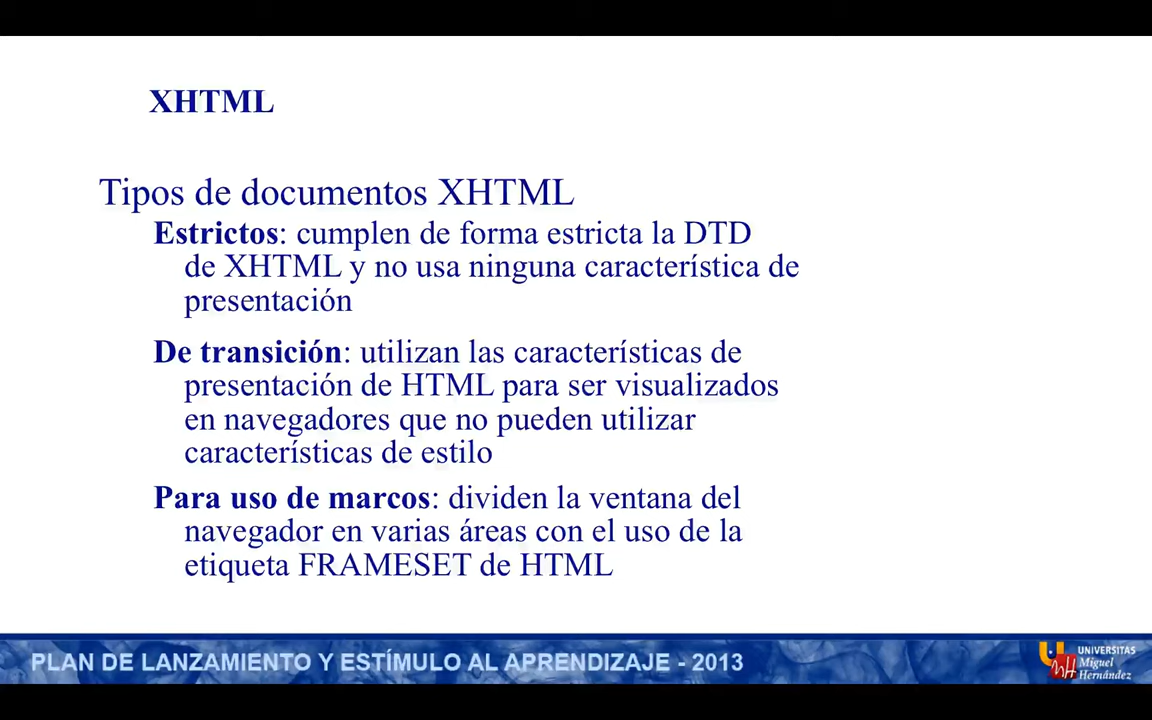 XHTML
Tipos de documentos XHTML
Estrictos: cumplen de forma estricta la DTD
de XHTML y no usa ninguna característica de
presentación
De transición: utilizan las características de
presentación de HTML para ser visualizados
en navegadores que no pueden utilizar
características de estilo
Para uso de marcos: dividen la ventana del
navegador en varias áreas con el uso de la
etiqueta FRAMESET de HTML
PLAN DE LANZAMIENTO Y ESTÍMULO AL APRENDIZAJE - 2013
UNIVERSITAS
Miguel
Hernández